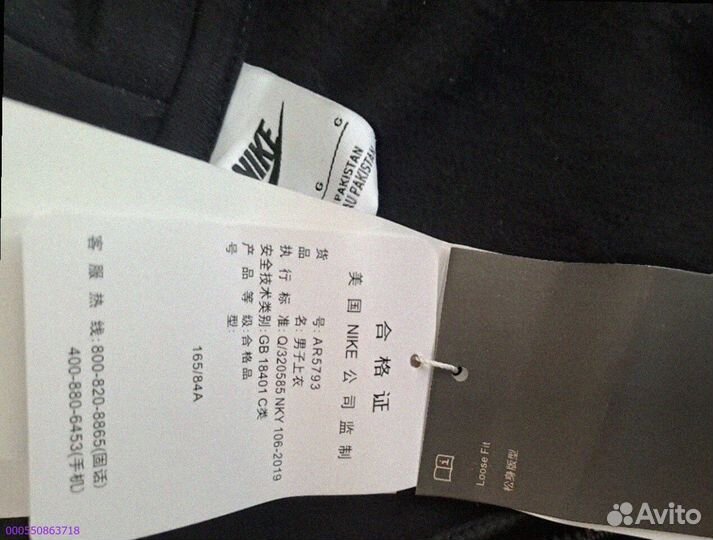 合格证
美国 NIKE 公司监制
货号: AR5793
品名: 男子上衣
执行标准: Q/320585 NKY 106-2019
安全技术类别: GB 18401 C类
产品等级: 合格品
号型:
165/84A
客服热线: 800-820-8865(固话)
400-880-6453(手机)
NIKE
G
G
PAKISTAN
AU PAKISTAN
Loose Fit
松身版型
000550863718
Avito